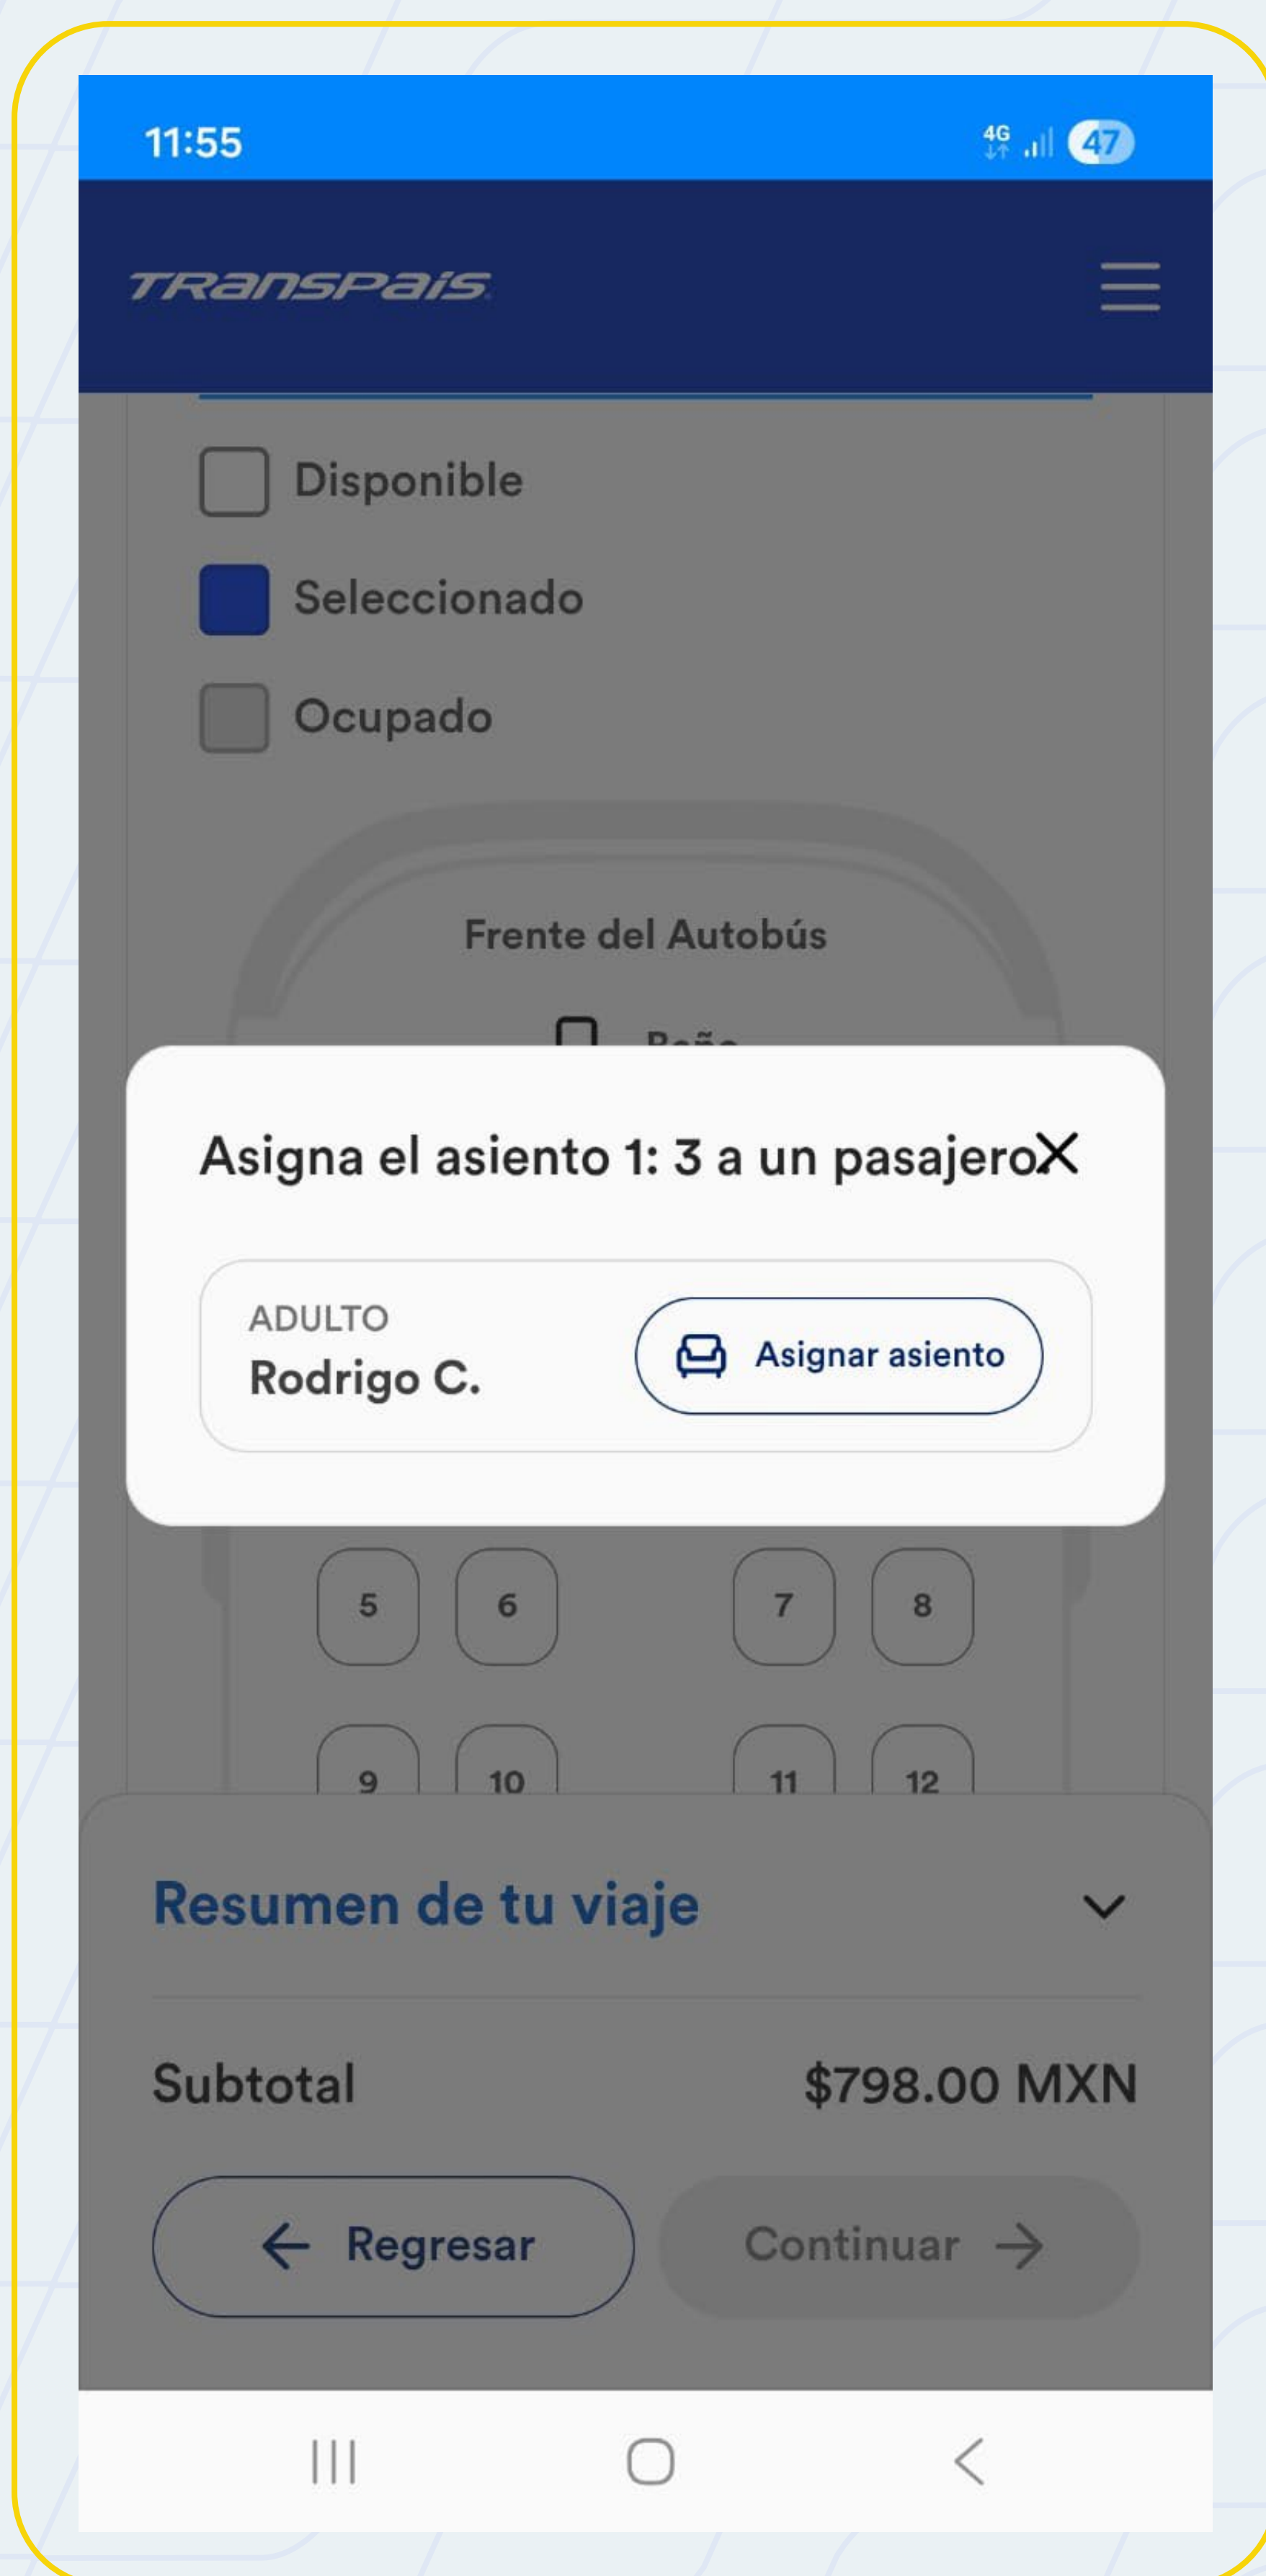 11:55
4G
47
TRANSPAÍS
Disponible
Seleccionado
Ocupado
Frente del Autobús
Baño
Asigna el asiento 1: 3 a un pasajero.
ADULTO
Rodrigo C.
Asignar asiento
5 6 7 8
9 10 11 12
Resumen de tu viaje
Subtotal $798.00 MXN
Regresar
Continuar